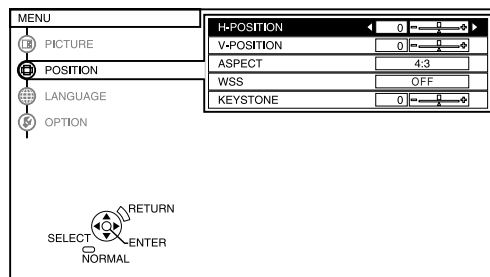 MENU
PICTURE
POSITION
LANGUAGE
OPTION
H-POSITION 0
V-POSITION 0
ASPECT 4:3
WSS OFF
KEYSTONE 0
RETURN
SELECT
ENTER
NORMAL